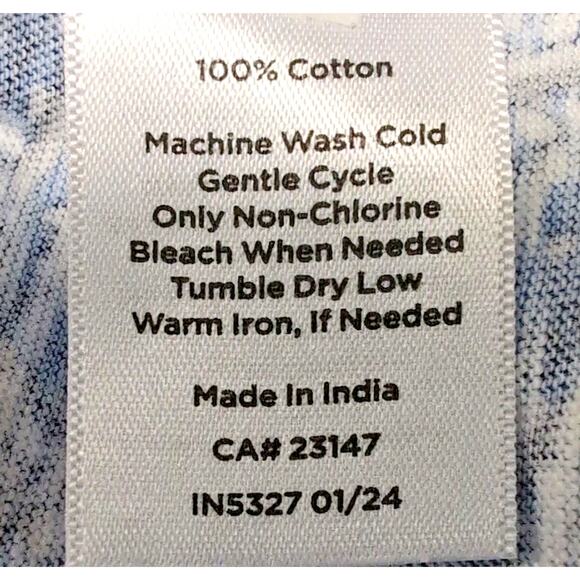 100% Cotton
Machine Wash Cold
Gentle Cycle
Only Non-Chlorine
Bleach When Needed
Tumble Dry Low
Warm Iron, If Needed
Made In India
CA# 23147
IN5327 01/24